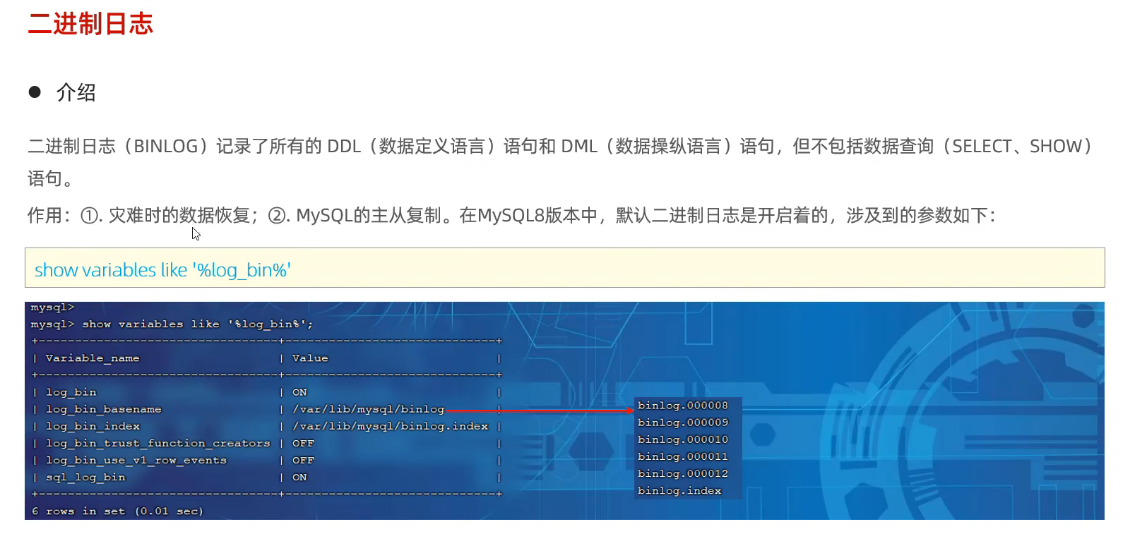 二进制日志
● 介绍
二进制日志（BINLOG）记录了所有的 DDL（数据定义语言）语句和 DML（数据操纵语言）语句，但不包括数据查询（SELECT、SHOW）
语句。
作用：①. 灾难时的数据恢复；②. MySQL的主从复制。在MySQL8版本中，默认二进制日志是开启着的，涉及到的参数如下：
show variables like '%log_bin%'
mysql>
mysql> show variables like '%log_bin%';
+---------------------------------+-----------------------------+
| Variable_name | Value |
+---------------------------------+-----------------------------+
| log_bin | ON |
| log_bin_basename | /var/lib/mysql/binlog |
| log_bin_index | /var/lib/mysql/binlog.index |
| log_bin_trust_function_creators | OFF |
| log_bin_use_v1_row_events | OFF |
| sql_log_bin | ON |
+---------------------------------+-----------------------------+
6 rows in set (0.01 sec)
binlog.000008
binlog.000009
binlog.000010
binlog.000011
binlog.000012
binlog.index